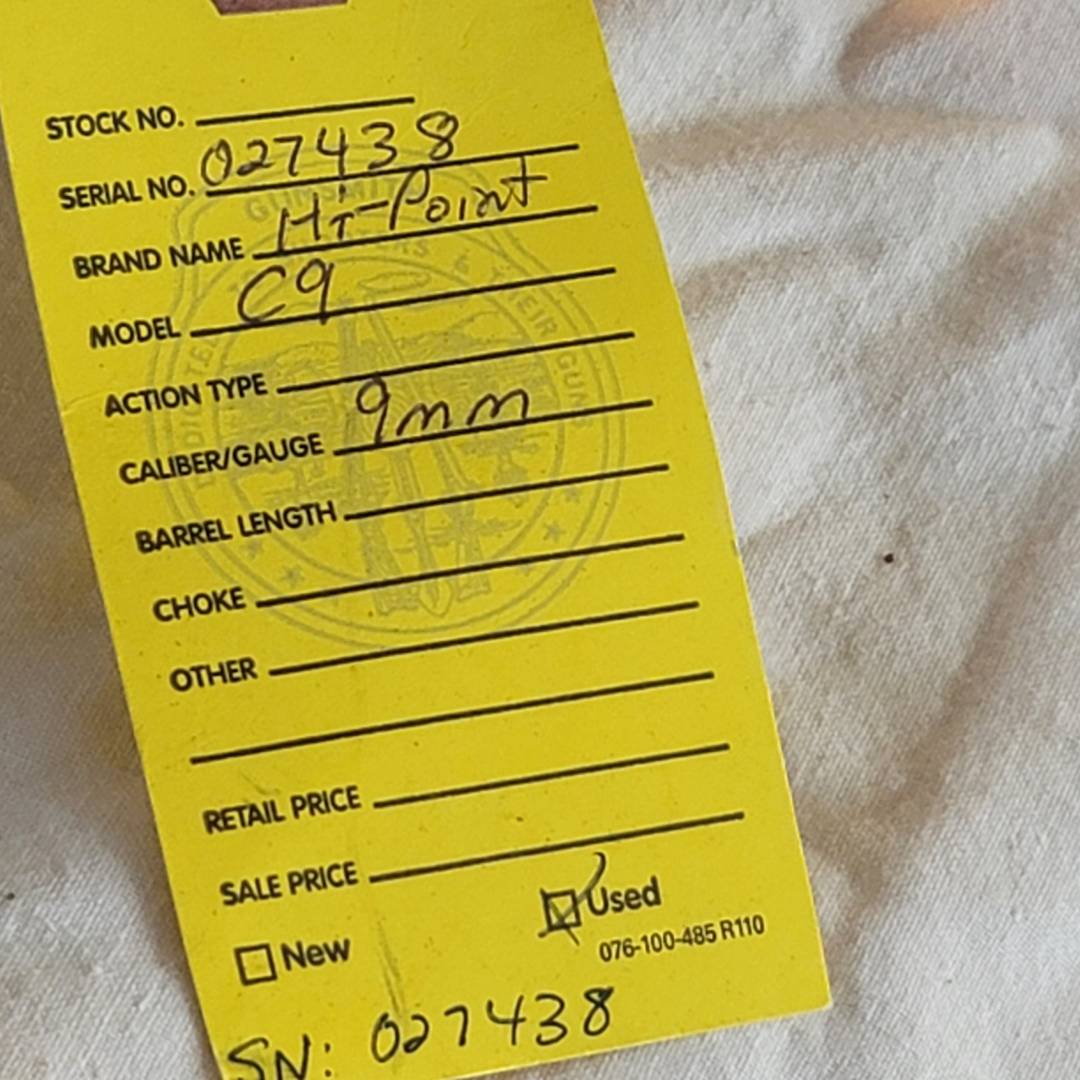 STOCK NO.
SERIAL NO. 027438
BRAND NAME Hi-Point
MODEL C9
ACTION TYPE
CALIBER/GAUGE 9mm
BARREL LENGTH
CHOKE
OTHER
RETAIL PRICE
SALE PRICE
New Used
076-100-485 R110
SN: 027438